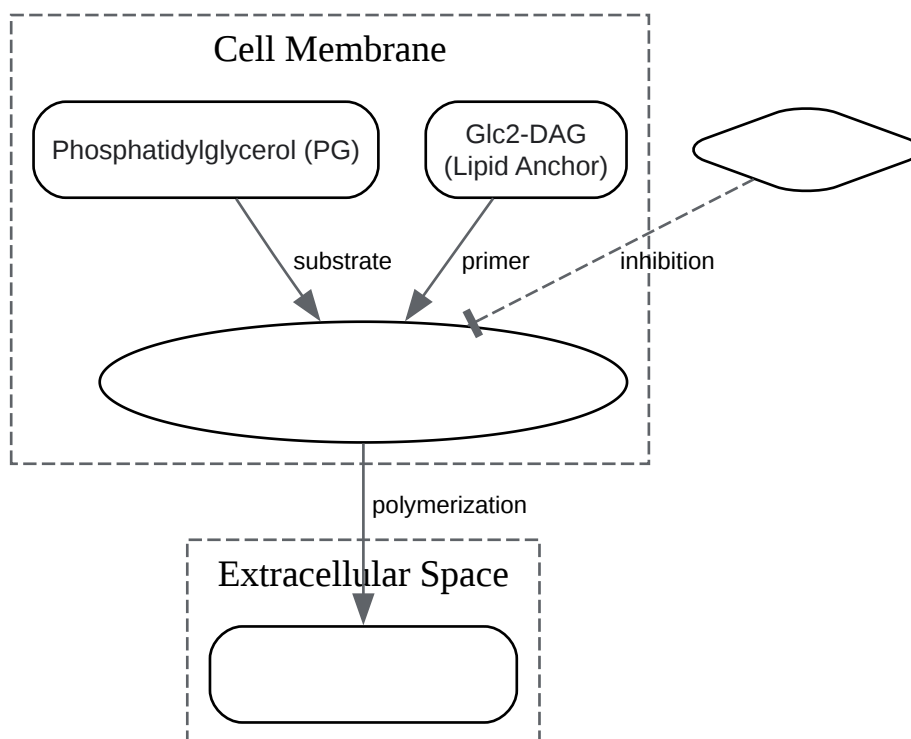 Cell Membrane
Phosphatidylglycerol (PG)
Glc2-DAG
(Lipid Anchor)
substrate
primer
inhibition
polymerization
Extracellular Space